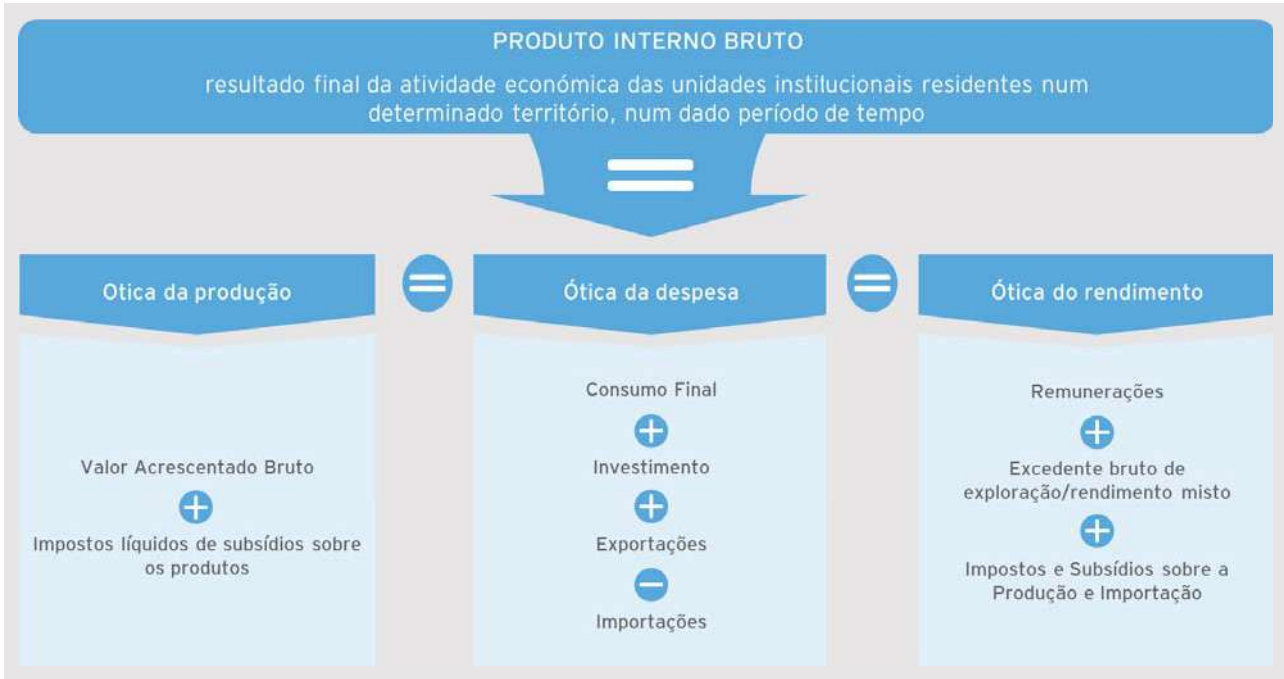 PRODUTO INTERNO BRUTO
resultado final da atividade económica das unidades institucionais residentes num
determinado território, num dado período de tempo
Otica da produção
Ótica da despesa
Ótica do rendimento
Valor Acrescentado Bruto
+
Impostos líquidos de subsídios sobre
os produtos
Consumo Final
+
Investimento
+
Exportações
−
Importações
Remunerações
+
Excedente bruto de
exploração/rendimento misto
+
Impostos e Subsídios sobre a
Produção e Importação